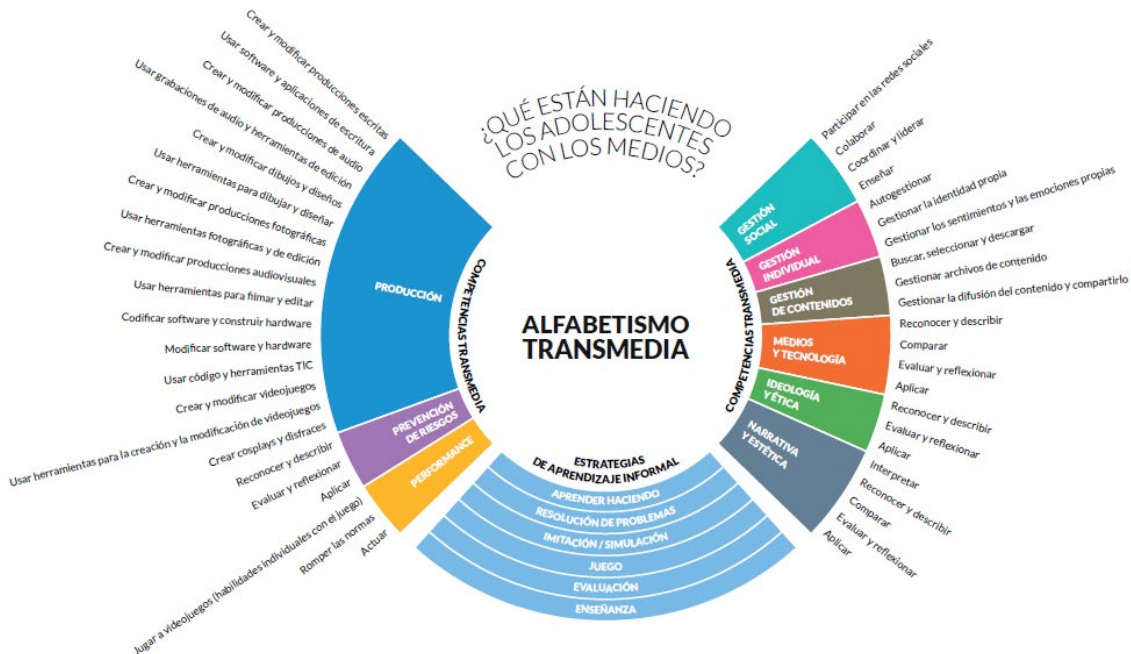 ¿QUÉ ESTÁN HACIENDO
LOS ADOLESCENTES
CON LOS MEDIOS?
ALFABETISMO
TRANSMEDIA
COMPETENCIAS TRANSMEDIA
Crear y modificar producciones escritas
Usar software y aplicaciones de escritura
Crear y modificar producciones de audio
Usar grabaciones de audio y herramientas de edición
Crear y modificar dibujos y diseños
Usar herramientas para dibujar y diseñar
Crear y modificar producciones fotográficas
Usar herramientas fotográficas y de edición
Crear y modificar producciones audiovisuales
Usar herramientas para filmar y editar
Codificar software y construir hardware
Modificar software y hardware
Usar código y herramientas TIC
Crear y modificar videojuegos
Usar herramientas para la creación y la modificación de videojuegos
Crear cosplays y disfraces
PRODUCCIÓN
Reconocer y describir
Evaluar y reflexionar
Aplicar
PREVENCIÓN
DE RIESGOS
Jugar a videojuegos (habilidades individuales con el juego)
Romper las normas
Actuar
PERFORMANCE
COMPETENCIAS TRANSMEDIA
GESTIÓN
SOCIAL
Participar en las redes sociales
Colaborar
Coordinar y liderar
Enseñar
GESTIÓN
INDIVIDUAL
Autogestionar
Gestionar la identidad propia
Gestionar los sentimientos y las emociones propias
GESTIÓN
DE CONTENIDOS
Buscar, seleccionar y descargar
Gestionar archivos de contenido
Gestionar la difusión del contenido y compartirlo
MEDIOS
Y TECNOLOGÍA
Reconocer y describir
Comparar
Evaluar y reflexionar
Aplicar
IDEOLOGÍA
Y ÉTICA
Reconocer y describir
Evaluar y reflexionar
Aplicar
NARRATIVA
Y ESTÉTICA
Interpretar
Reconocer y describir
Comparar
Evaluar y reflexionar
Aplicar
ESTRATEGIAS
DE APRENDIZAJE INFORMAL
APRENDER HACIENDO
RESOLUCIÓN DE PROBLEMAS
IMITACIÓN / SIMULACIÓN
JUEGO
EVALUACIÓN
ENSEÑANZA